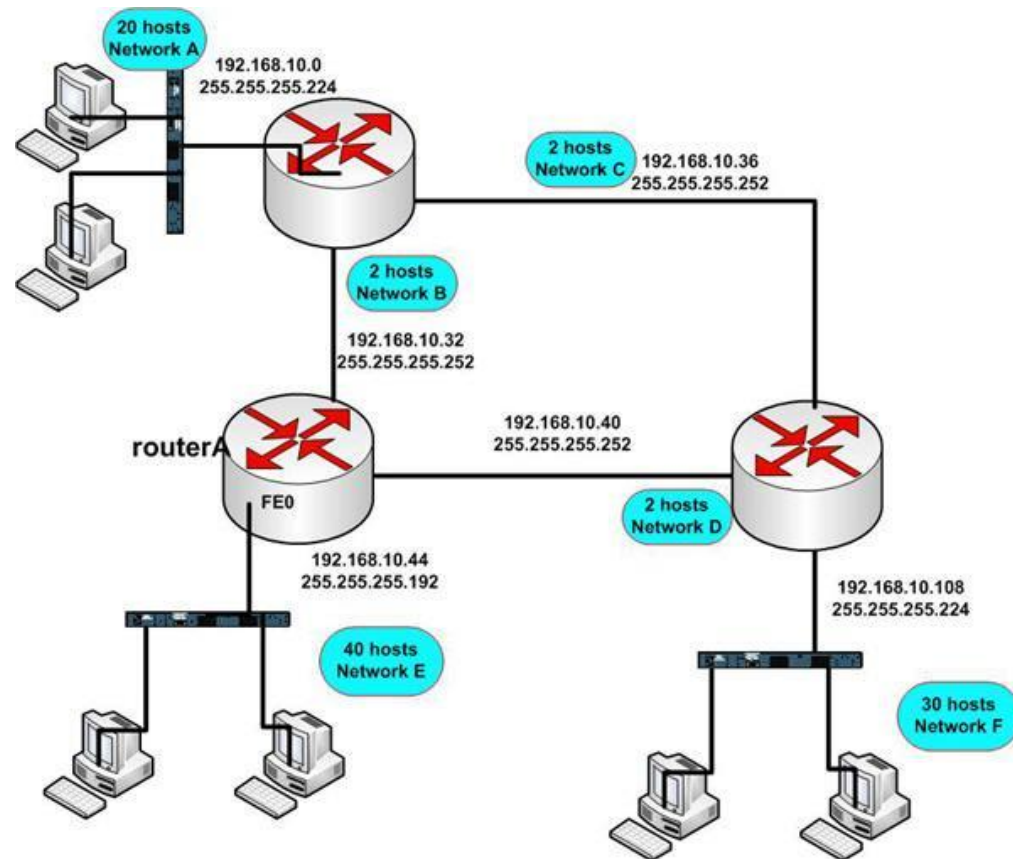 20 hosts
Network A
192.168.10.0
255.255.255.224
2 hosts
Network C
192.168.10.36
255.255.255.252
2 hosts
Network B
192.168.10.32
255.255.255.252
routerA
FE0
192.168.10.40
255.255.255.252
2 hosts
Network D
192.168.10.44
255.255.255.192
192.168.10.108
255.255.255.224
40 hosts
Network E
30 hosts
Network F